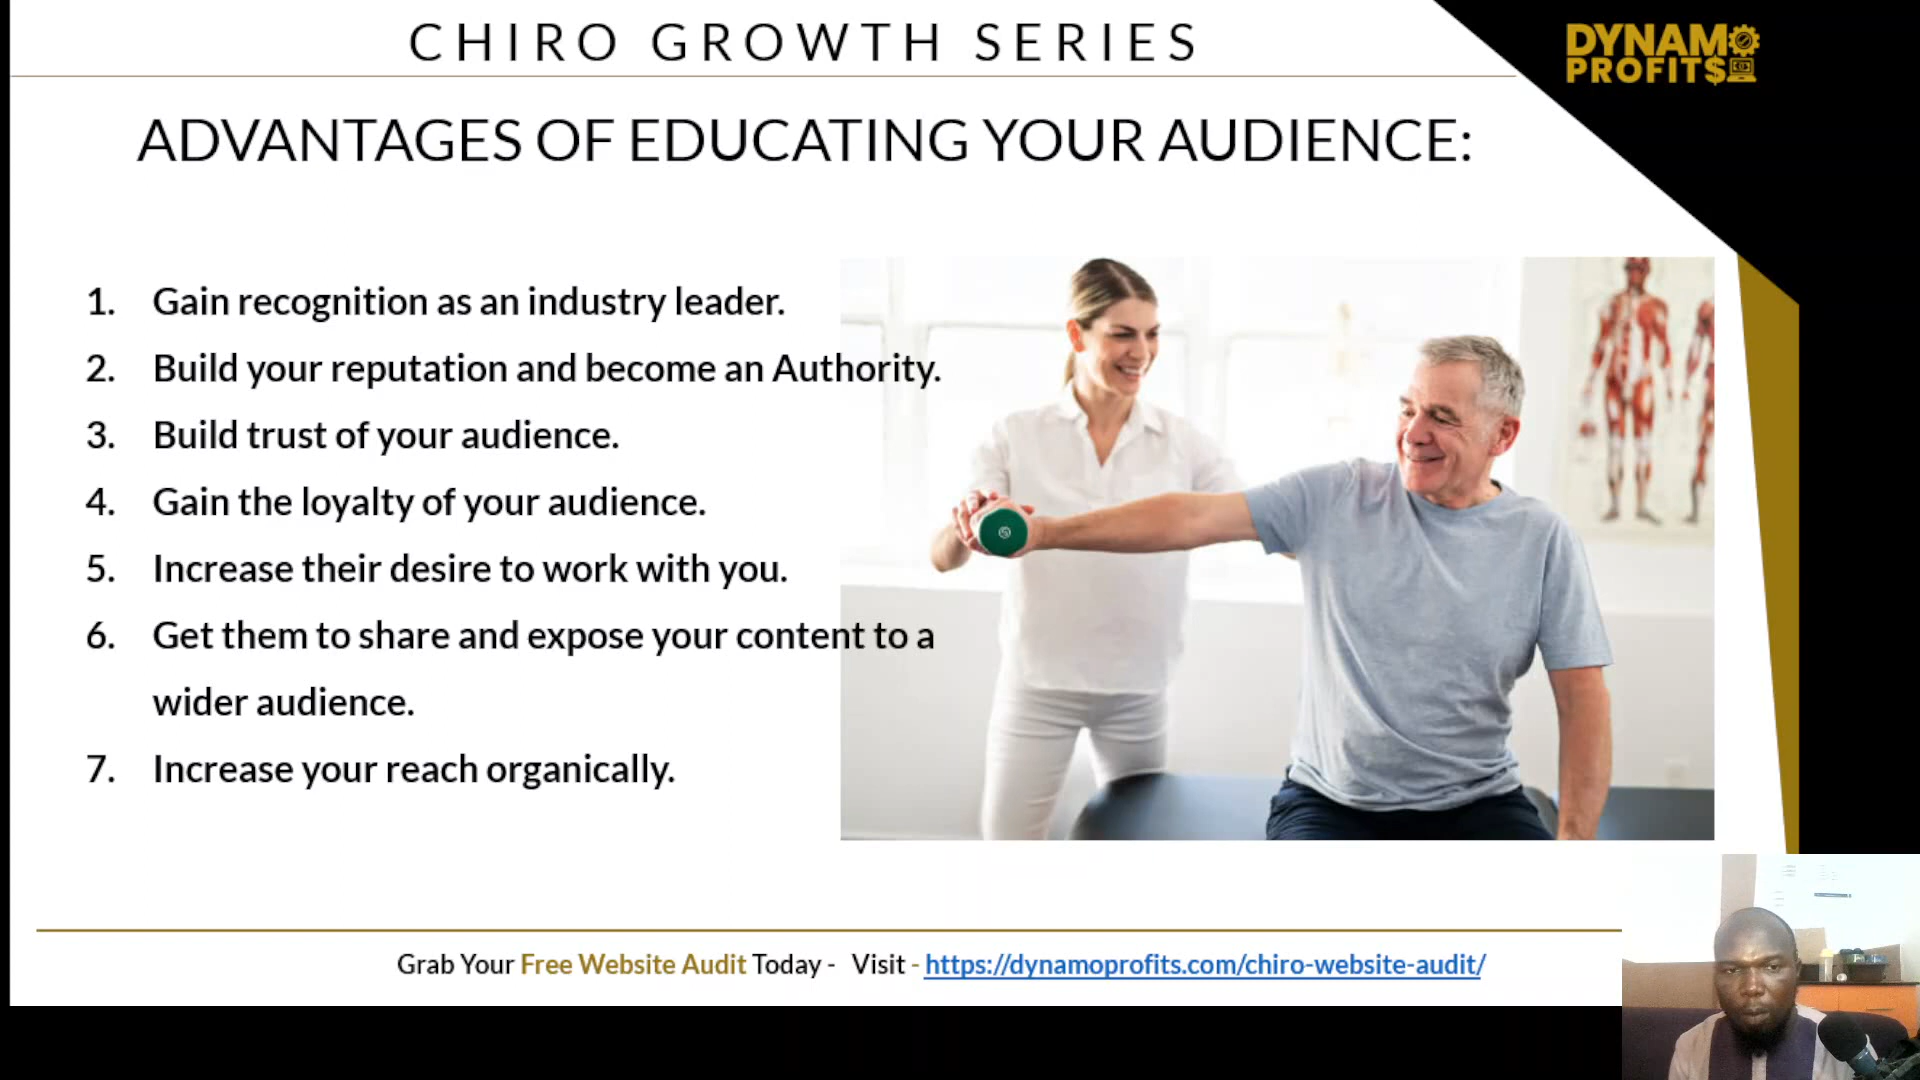 CHIRO GROWTH SERIES
DYNAMO
PROFIT$
ADVANTAGES OF EDUCATING YOUR AUDIENCE:
1. Gain recognition as an industry leader.
2. Build your reputation and become an Authority.
3. Build trust of your audience.
4. Gain the loyalty of your audience.
5. Increase their desire to work with you.
6. Get them to share and expose your content to a
wider audience.
7. Increase your reach organically.
Grab Your Free Website Audit Today - Visit - https://dynamoprofits.com/chiro-website-audit/